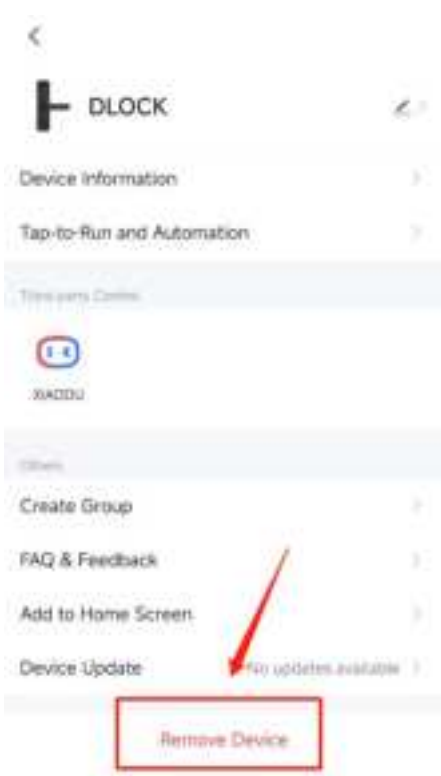 DLOCK
Device Information
Tap-to-Run and Automation
XIAODU
Others
Create Group
FAQ & Feedback
Add to Home Screen
Device Update No updates available
Remove Device